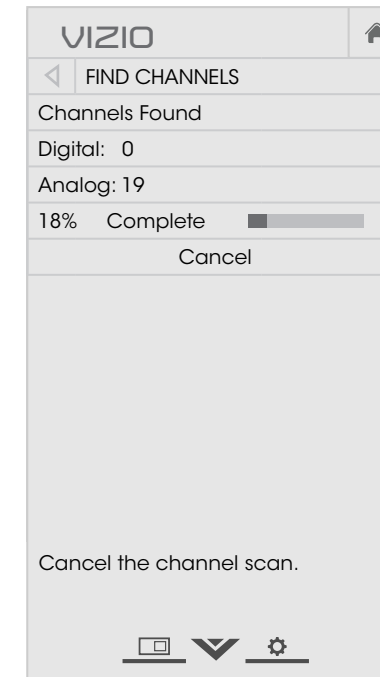 VIZIO
FIND CHANNELS
Channels Found
Digital: 0
Analog: 19
18% Complete
Cancel
Cancel the channel scan.